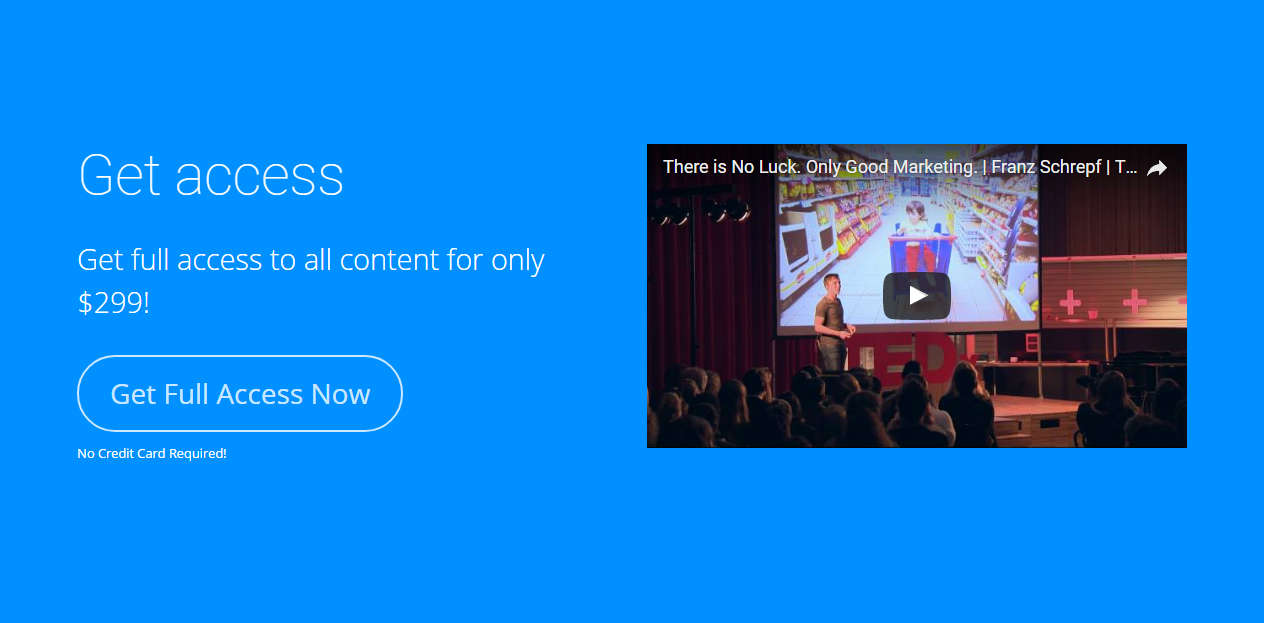 Get access
Get full access to all content for only
$299!
Get Full Access Now
No Credit Card Required!
There is No Luck. Only Good Marketing. | Franz Schrepf | T...
TEDx